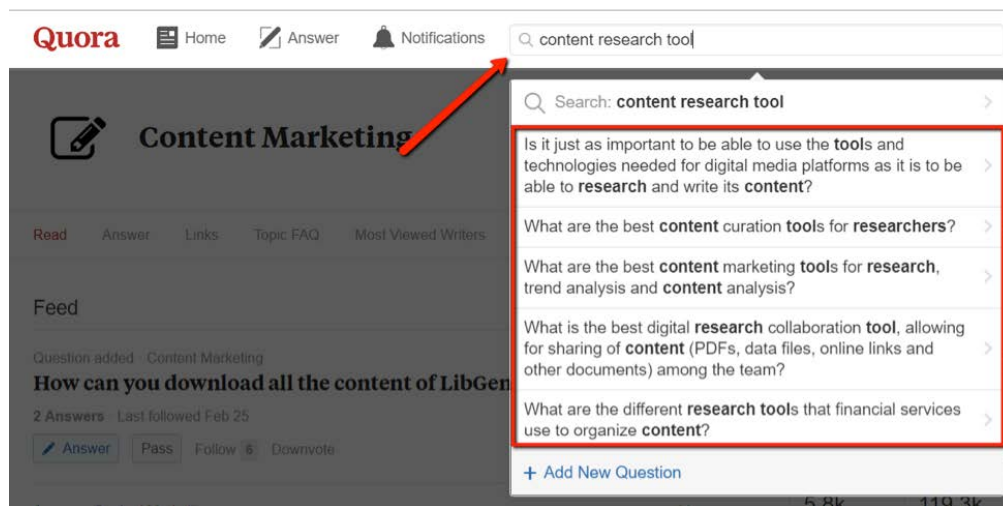 Quora Home Answer Notifications content research tool
Search: content research tool
Content Marketing
Is it just as important to be able to use the tools and
technologies needed for digital media platforms as it is to be
able to research and write its content?
What are the best content curation tools for researchers?
Read Answer Links Topic FAQ Most Viewed Writers
What are the best content marketing tools for research,
trend analysis and content analysis?
Feed
What is the best digital research collaboration tool, allowing
for sharing of content (PDFs, data files, online links and
other documents) among the team?
Question added · Content Marketing
How can you download all the content of LibGen
2 Answers Last followed Feb 25
What are the different research tools that financial services
use to organize content?
Answer Pass Follow 6 Downvote
+ Add New Question
5.8k 119.3k